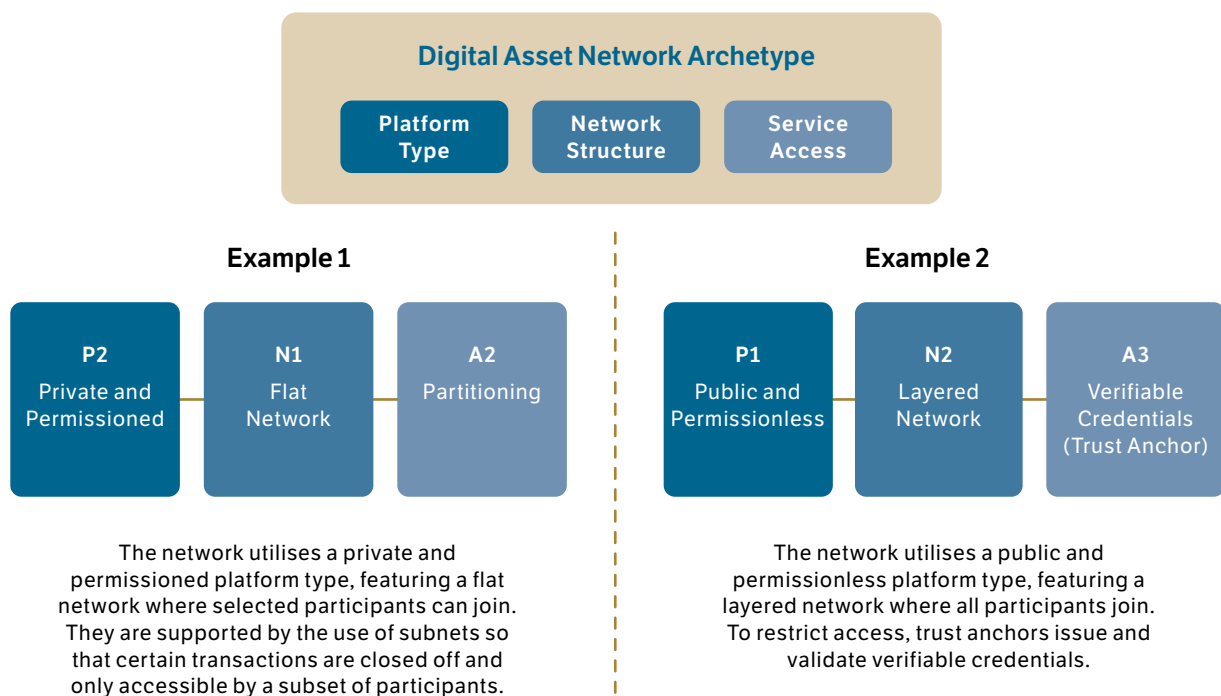 Digital Asset Network Archetype
Platform
Type
Network
Structure
Service
Access
Example 1
P2
Private and
Permissioned
N1
Flat
Network
A2
Partitioning
The network utilises a private and
permissioned platform type, featuring a flat
network where selected participants can join.
They are supported by the use of subnets so
that certain transactions are closed off and
only accessible by a subset of participants.
Example 2
P1
Public and
Permissionless
N2
Layered
Network
A3
Verifiable
Credentials
(Trust Anchor)
The network utilises a public and
permissionless platform type, featuring a
layered network where all participants join.
To restrict access, trust anchors issue and
validate verifiable credentials.